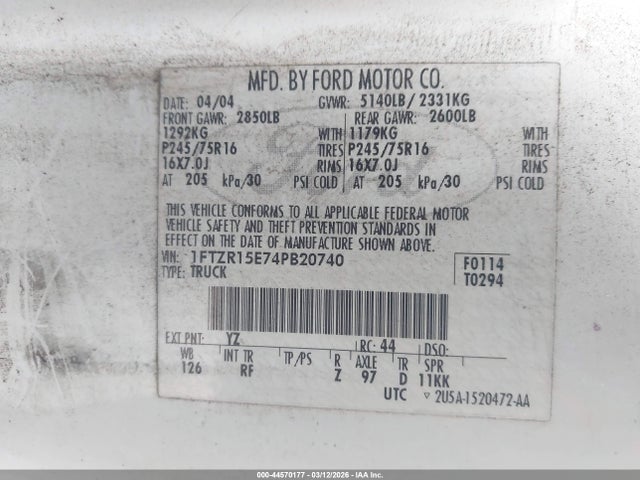 MFD. BY FORD MOTOR CO.
DATE: 04/04 GVWR: 5140LB / 2331KG
FRONT GAWR: 2850LB REAR GAWR: 2600LB
1292KG WITH 1179KG WITH
P245/75R16 TIRES P245/75R16 TIRES
16X7.0J RIMS 16X7.0J RIMS
AT 205 kPa/30 PSI COLD AT 205 kPa/30 PSI COLD
THIS VEHICLE CONFORMS TO ALL APPLICABLE FEDERAL MOTOR
VEHICLE SAFETY AND THEFT PREVENTION STANDARDS IN
EFFECT ON THE DATE OF MANUFACTURE SHOWN ABOVE.
VIN: 1FTZR15E74PB20740 F0114
TYPE: TRUCK T0294
EXT PNT: YZ RC: 44 DSO:
WB INT TR TP/PS R AXLE TR SPR
126 RF Z 97 D 11KK
UTC ▽ 2U5A-1520472-AA
000-44570177 - 03/12/2026 - IAA Inc.